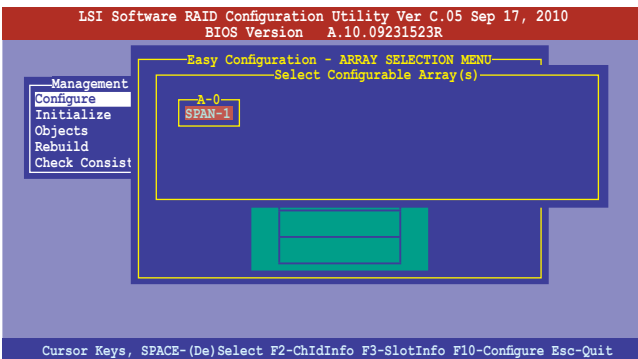 LSI Software RAID Configuration Utility Ver C.05 Sep 17, 2010
BIOS Version A.10.09231523R
Easy Configuration - ARRAY SELECTION MENU
Select Configurable Array(s)
Management
Configure
Initialize
Objects
Rebuild
Check Consist
A-0
SPAN-1
Cursor Keys, SPACE-(De)Select F2-ChIdInfo F3-SlotInfo F10-Configure Esc-Quit